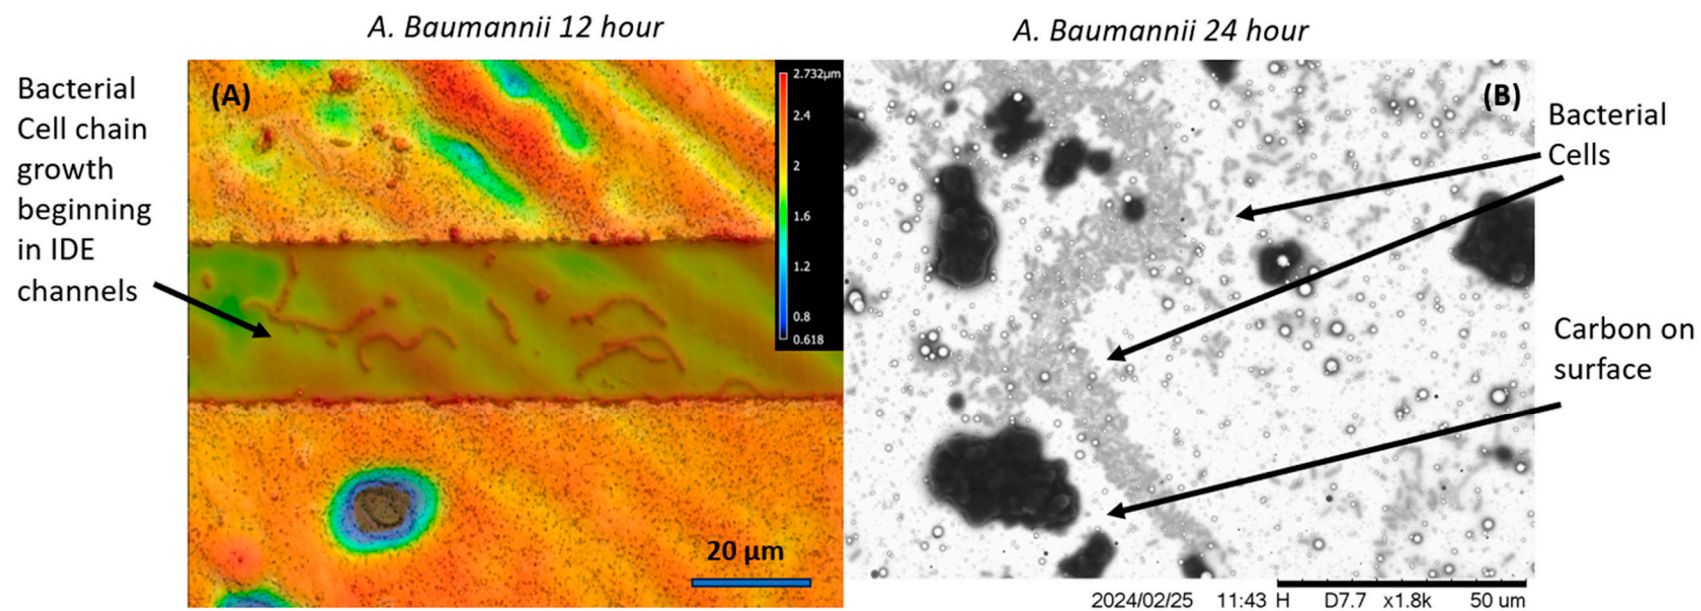 A. Baumannii 12 hour
A. Baumannii 24 hour
Bacterial
Cell chain
growth
beginning
in IDE
channels
(A)
2.732μm
2.4
2
1.6
1.2
0.8
0.618
20 μm
(B)
Bacterial
Cells
Carbon on
surface
2024/02/25 11:43 H D7.7 x1.8k 50 um